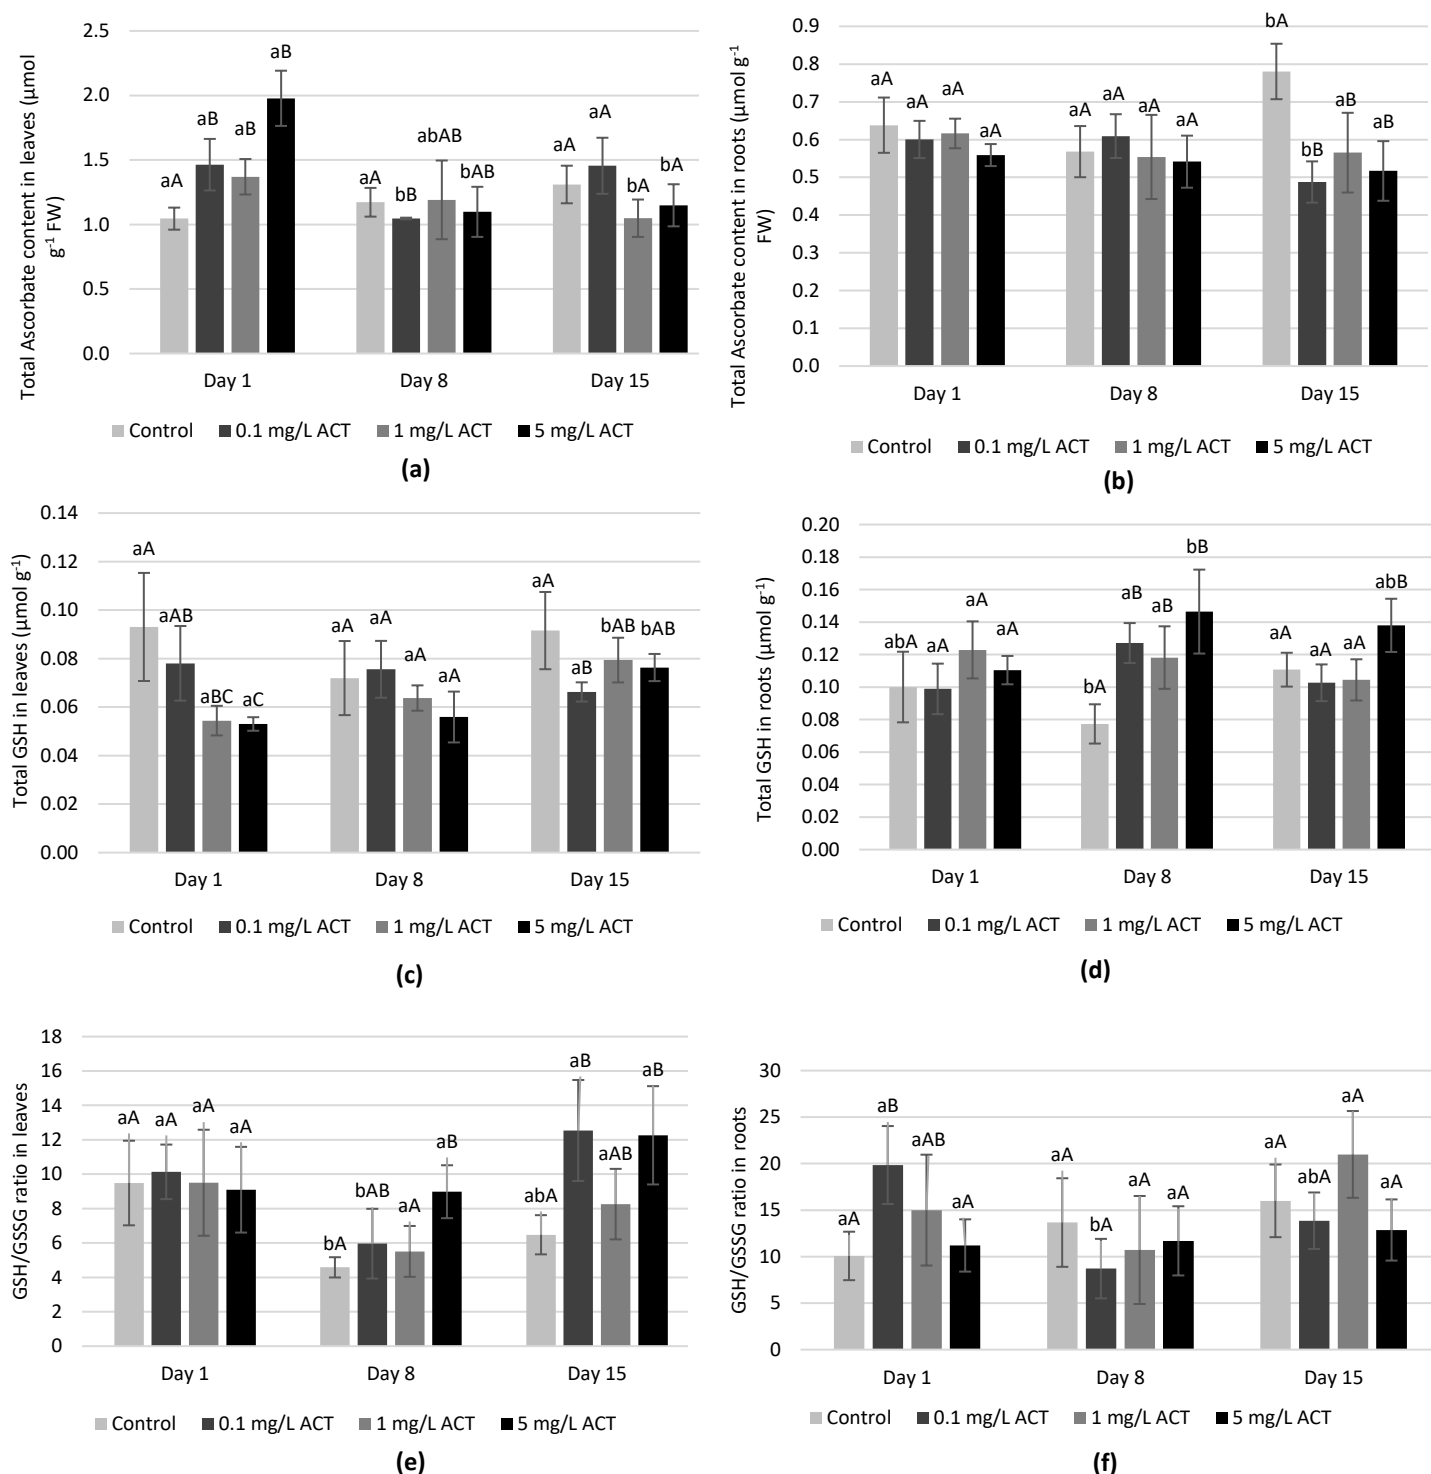 Total Ascorbate content in leaves (µmol
g⁻¹ FW)
2.5
2.0
1.5
1.0
0.5
0.0
aA
aB
aB
aB
aA
bB
abAB
bAB
aA
aA
bA
bA
Day 1
Day 8
Day 15
Control
0.1 mg/L ACT
1 mg/L ACT
5 mg/L ACT
(a)
Total Ascorbate content in roots (µmol g⁻¹
FW)
0.9
0.8
0.7
0.6
0.5
0.4
0.3
0.2
0.1
0.0
aA
aA
aA
aA
aA
aA
aA
aA
bA
bB
aB
aB
Day 1
Day 8
Day 15
Control
0.1 mg/L ACT
1 mg/L ACT
5 mg/L ACT
(b)
Total GSH in leaves (µmol g⁻¹)
0.14
0.12
0.10
0.08
0.06
0.04
0.02
0.00
aA
aAB
aBC
aC
aA
aA
aA
aA
aA
aB
bAB
bAB
Day 1
Day 8
Day 15
Control
0.1 mg/L ACT
1 mg/L ACT
5 mg/L ACT
(c)
Total GSH in roots (µmol g⁻¹)
0.20
0.18
0.16
0.14
0.12
0.10
0.08
0.06
0.04
0.02
0.00
abA
aA
aA
aA
bA
aB
aB
bB
aA
aA
aA
abB
Day 1
Day 8
Day 15
Control
0.1 mg/L ACT
1 mg/L ACT
5 mg/L ACT
(d)
GSH/GSSG ratio in leaves
18
16
14
12
10
8
6
4
2
0
aA
aA
aA
aA
bA
bAB
aA
aB
abA
aB
aAB
aB
Day 1
Day 8
Day 15
Control
0.1 mg/L ACT
1 mg/L ACT
5 mg/L ACT
(e)
GSH/GSSG ratio in roots
30
25
20
15
10
5
0
aA
aB
aAB
aA
aA
bA
aA
aA
aA
abA
aA
aA
Day 1
Day 8
Day 15
Control
0.1 mg/L ACT
1 mg/L ACT
5 mg/L ACT
(f)